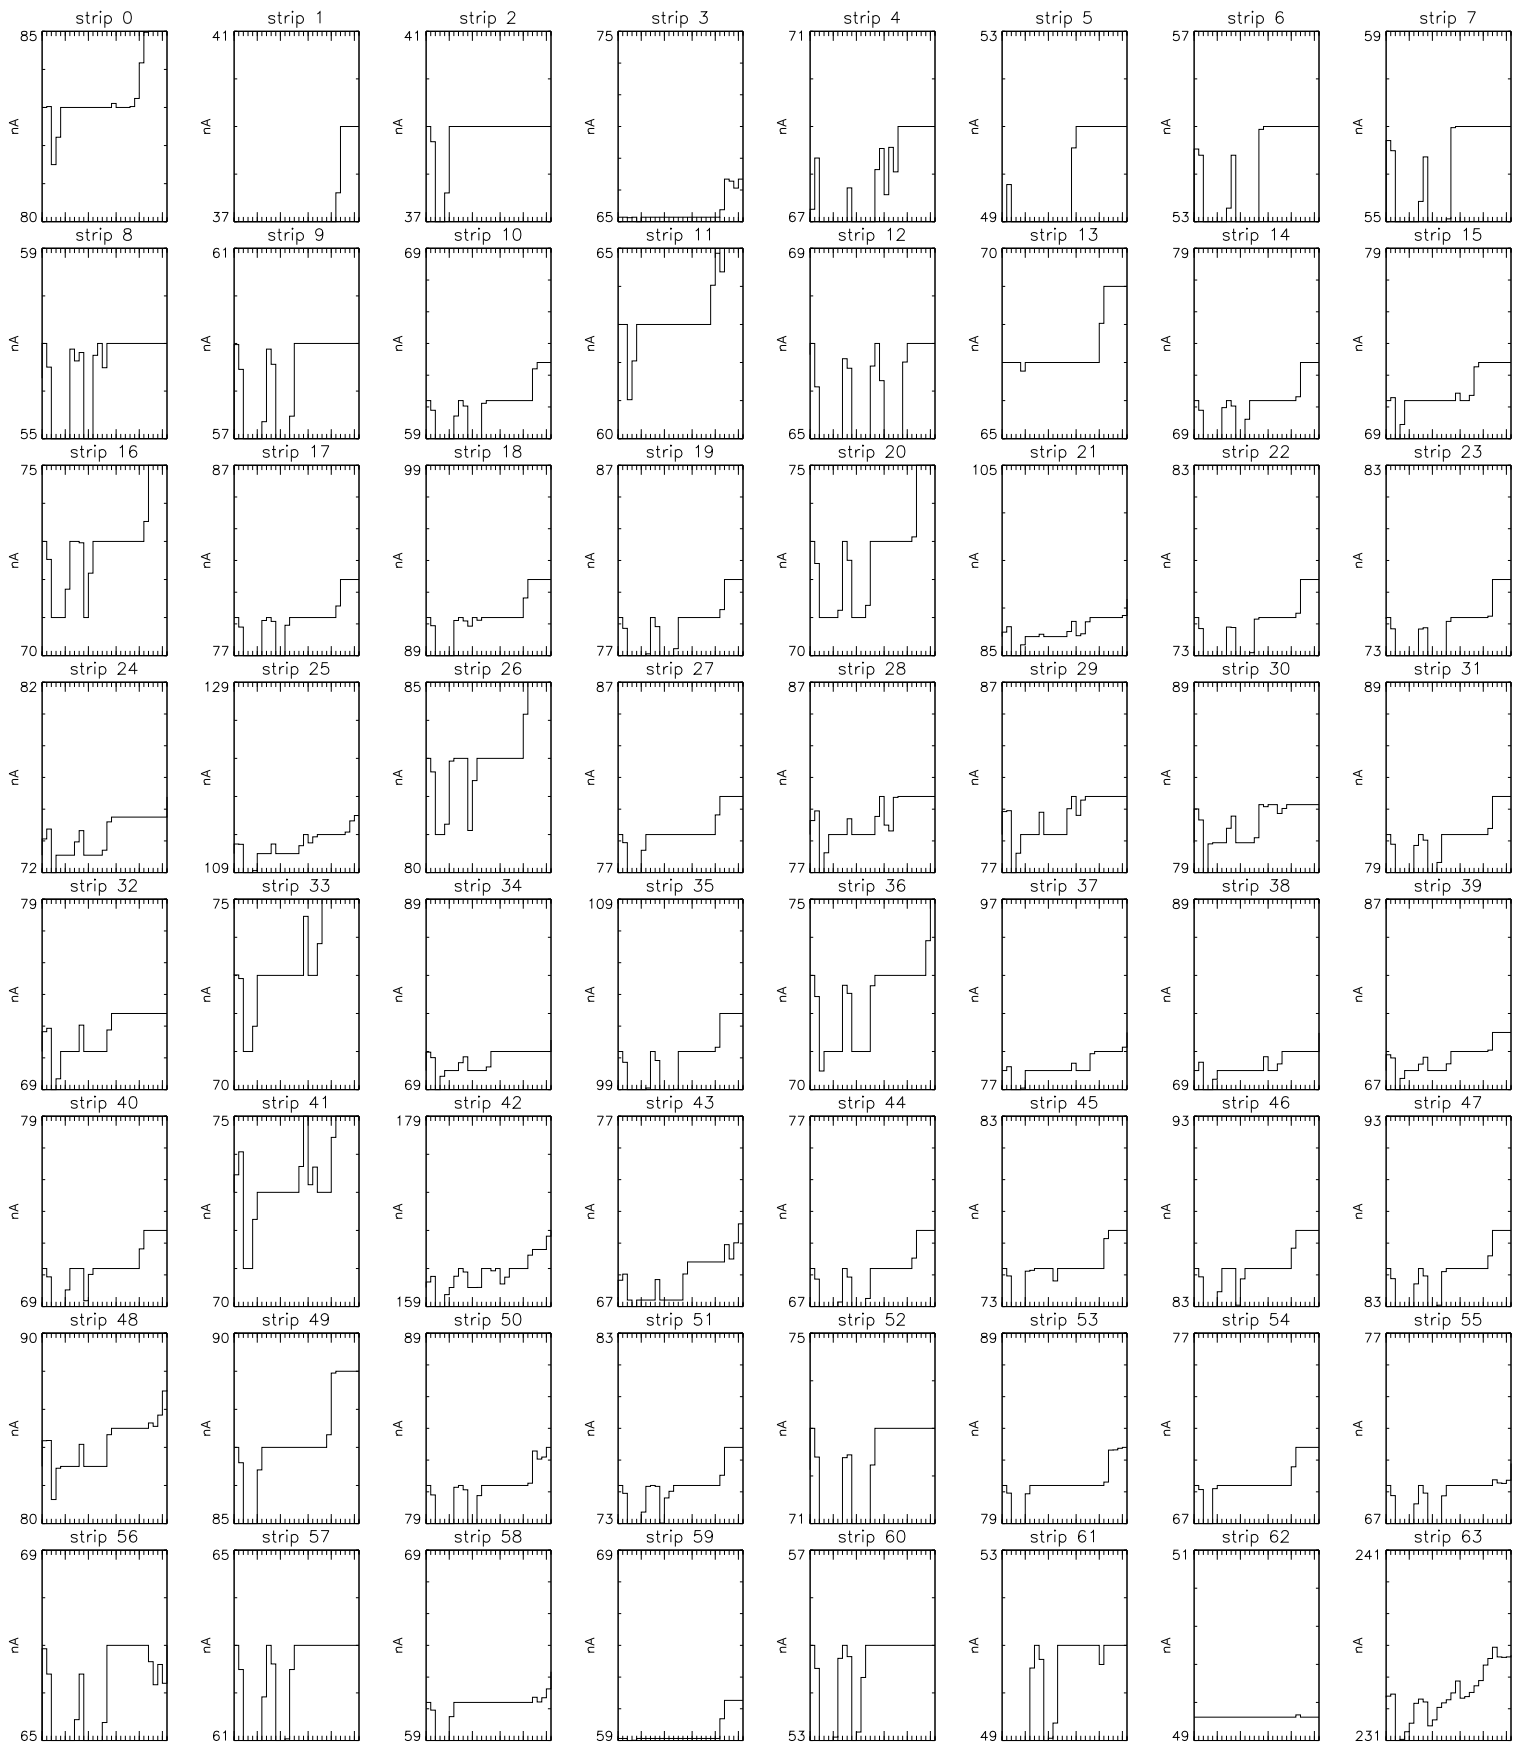 strip 0 strip 1 strip 2 strip 3 strip 4 strip 5 strip 6 strip 7
85 41 41 75 71 53 57 59
nA nA nA nA nA nA nA nA
80 37 37 65 67 49 53 55
strip 8 strip 9 strip 10 strip 11 strip 12 strip 13 strip 14 strip 15
59 61 69 65 69 70 79 79
nA nA nA nA nA nA nA nA
55 57 59 60 65 65 69 69
strip 16 strip 17 strip 18 strip 19 strip 20 strip 21 strip 22 strip 23
75 87 99 87 75 105 83 83
nA nA nA nA nA nA nA nA
70 77 89 77 70 85 73 73
strip 24 strip 25 strip 26 strip 27 strip 28 strip 29 strip 30 strip 31
82 129 85 87 87 87 89 89
nA nA nA nA nA nA nA nA
72 109 80 77 77 77 79 79
strip 32 strip 33 strip 34 strip 35 strip 36 strip 37 strip 38 strip 39
79 75 89 109 75 97 89 87
nA nA nA nA nA nA nA nA
69 70 69 99 70 77 69 67
strip 40 strip 41 strip 42 strip 43 strip 44 strip 45 strip 46 strip 47
79 75 179 77 77 83 93 93
nA nA nA nA nA nA nA nA
69 70 159 67 67 73 83 83
strip 48 strip 49 strip 50 strip 51 strip 52 strip 53 strip 54 strip 55
90 90 89 83 75 89 77 77
nA nA nA nA nA nA nA nA
80 85 79 73 71 79 67 67
strip 56 strip 57 strip 58 strip 59 strip 60 strip 61 strip 62 strip 63
69 65 69 69 57 53 51 241
nA nA nA nA nA nA nA nA
65 61 59 59 53 49 49 231